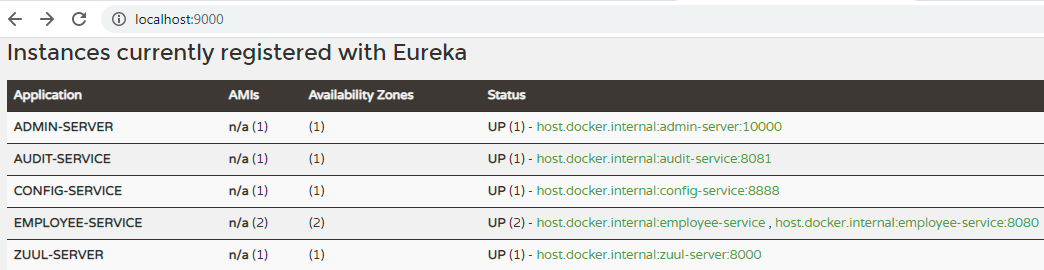 localhost:9000
Instances currently registered with Eureka
Application AMIs Availability Zones Status
ADMIN-SERVER n/a (1) (1) UP (1) - host.docker.internal:admin-server:10000
AUDIT-SERVICE n/a (1) (1) UP (1) - host.docker.internal:audit-service:8081
CONFIG-SERVICE n/a (1) (1) UP (1) - host.docker.internal:config-service:8888
EMPLOYEE-SERVICE n/a (2) (2) UP (2) - host.docker.internal:employee-service , host.docker.internal:employee-service:8080
ZUUL-SERVER n/a (1) (1) UP (1) - host.docker.internal:zuul-server:8000